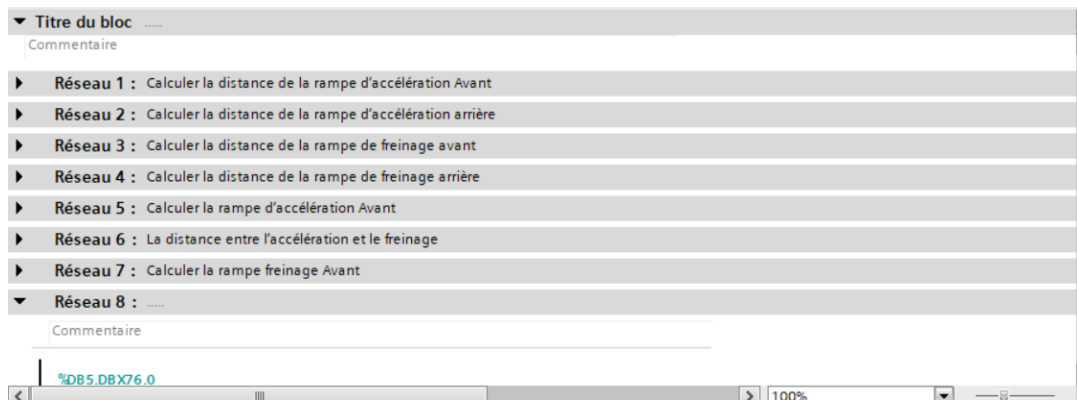 Titre du bloc .....
Commentaire
Réseau 1 : Calculer la distance de la rampe d'accélération Avant
Réseau 2 : Calculer la distance de la rampe d'accélération arrière
Réseau 3 : Calculer la distance de la rampe de freinage avant
Réseau 4 : Calculer la distance de la rampe de freinage arrière
Réseau 5 : Calculer la rampe d'accélération Avant
Réseau 6 : La distance entre l'accélération et le freinage
Réseau 7 : Calculer la rampe freinage Avant
Réseau 8 : .....
Commentaire
%DB5.DBX76.0
100%